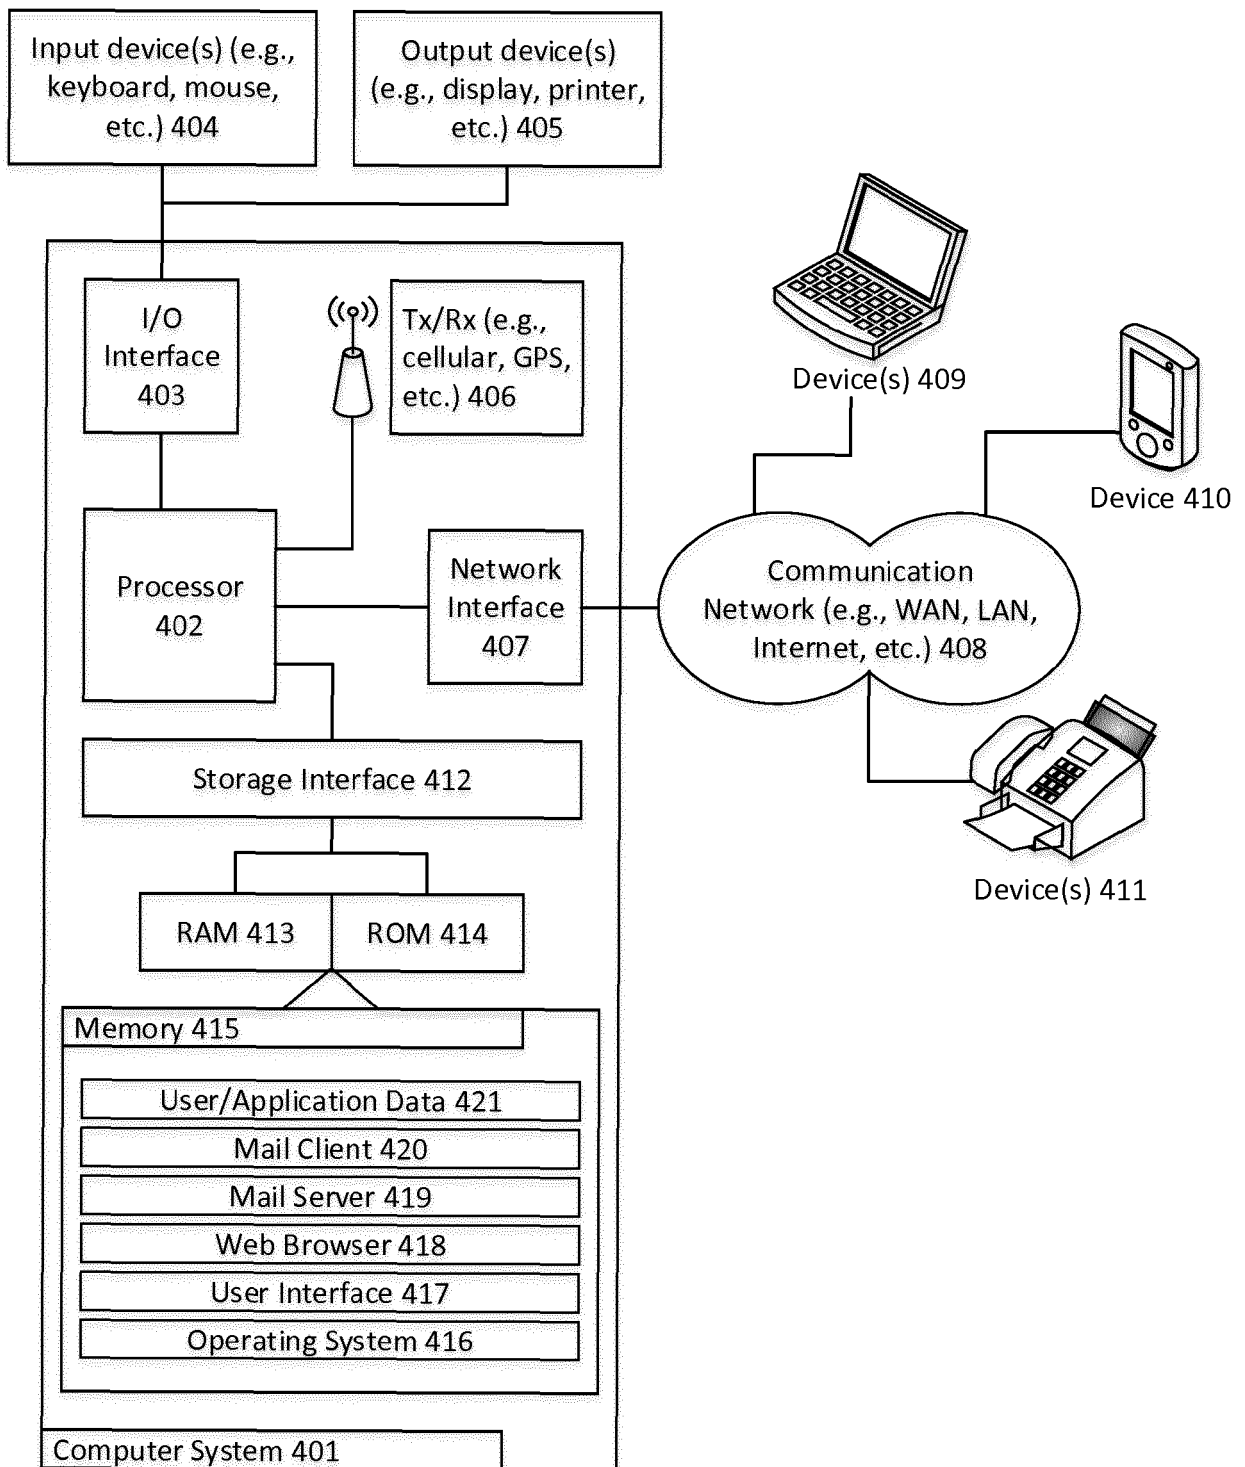 Input device(s) (e.g.,
keyboard, mouse,
etc.) 404
Output device(s)
(e.g., display, printer,
etc.) 405
I/O
Interface
403
Tx/Rx (e.g.,
cellular, GPS,
etc.) 406
Device(s) 409
Device 410
Processor
402
Network
Interface
407
Communication
Network (e.g., WAN, LAN,
Internet, etc.) 408
Device(s) 411
Storage Interface 412
RAM 413
ROM 414
Memory 415
User/Application Data 421
Mail Client 420
Mail Server 419
Web Browser 418
User Interface 417
Operating System 416
Computer System 401